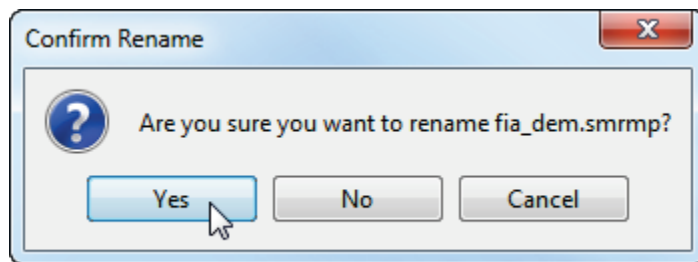 Confirm Rename
Are you sure you want to rename fia_dem.smrmp?
Yes No Cancel